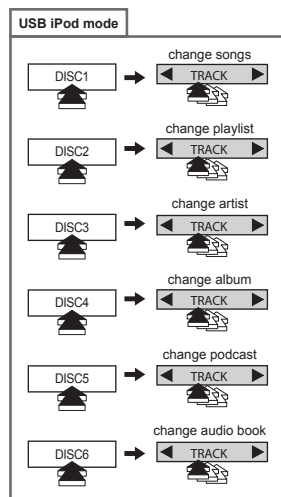 USB iPod mode
change songs
DISC1
TRACK
change playlist
DISC2
TRACK
change artist
DISC3
TRACK
change album
DISC4
TRACK
change podcast
DISC5
TRACK
change audio book
DISC6
TRACK